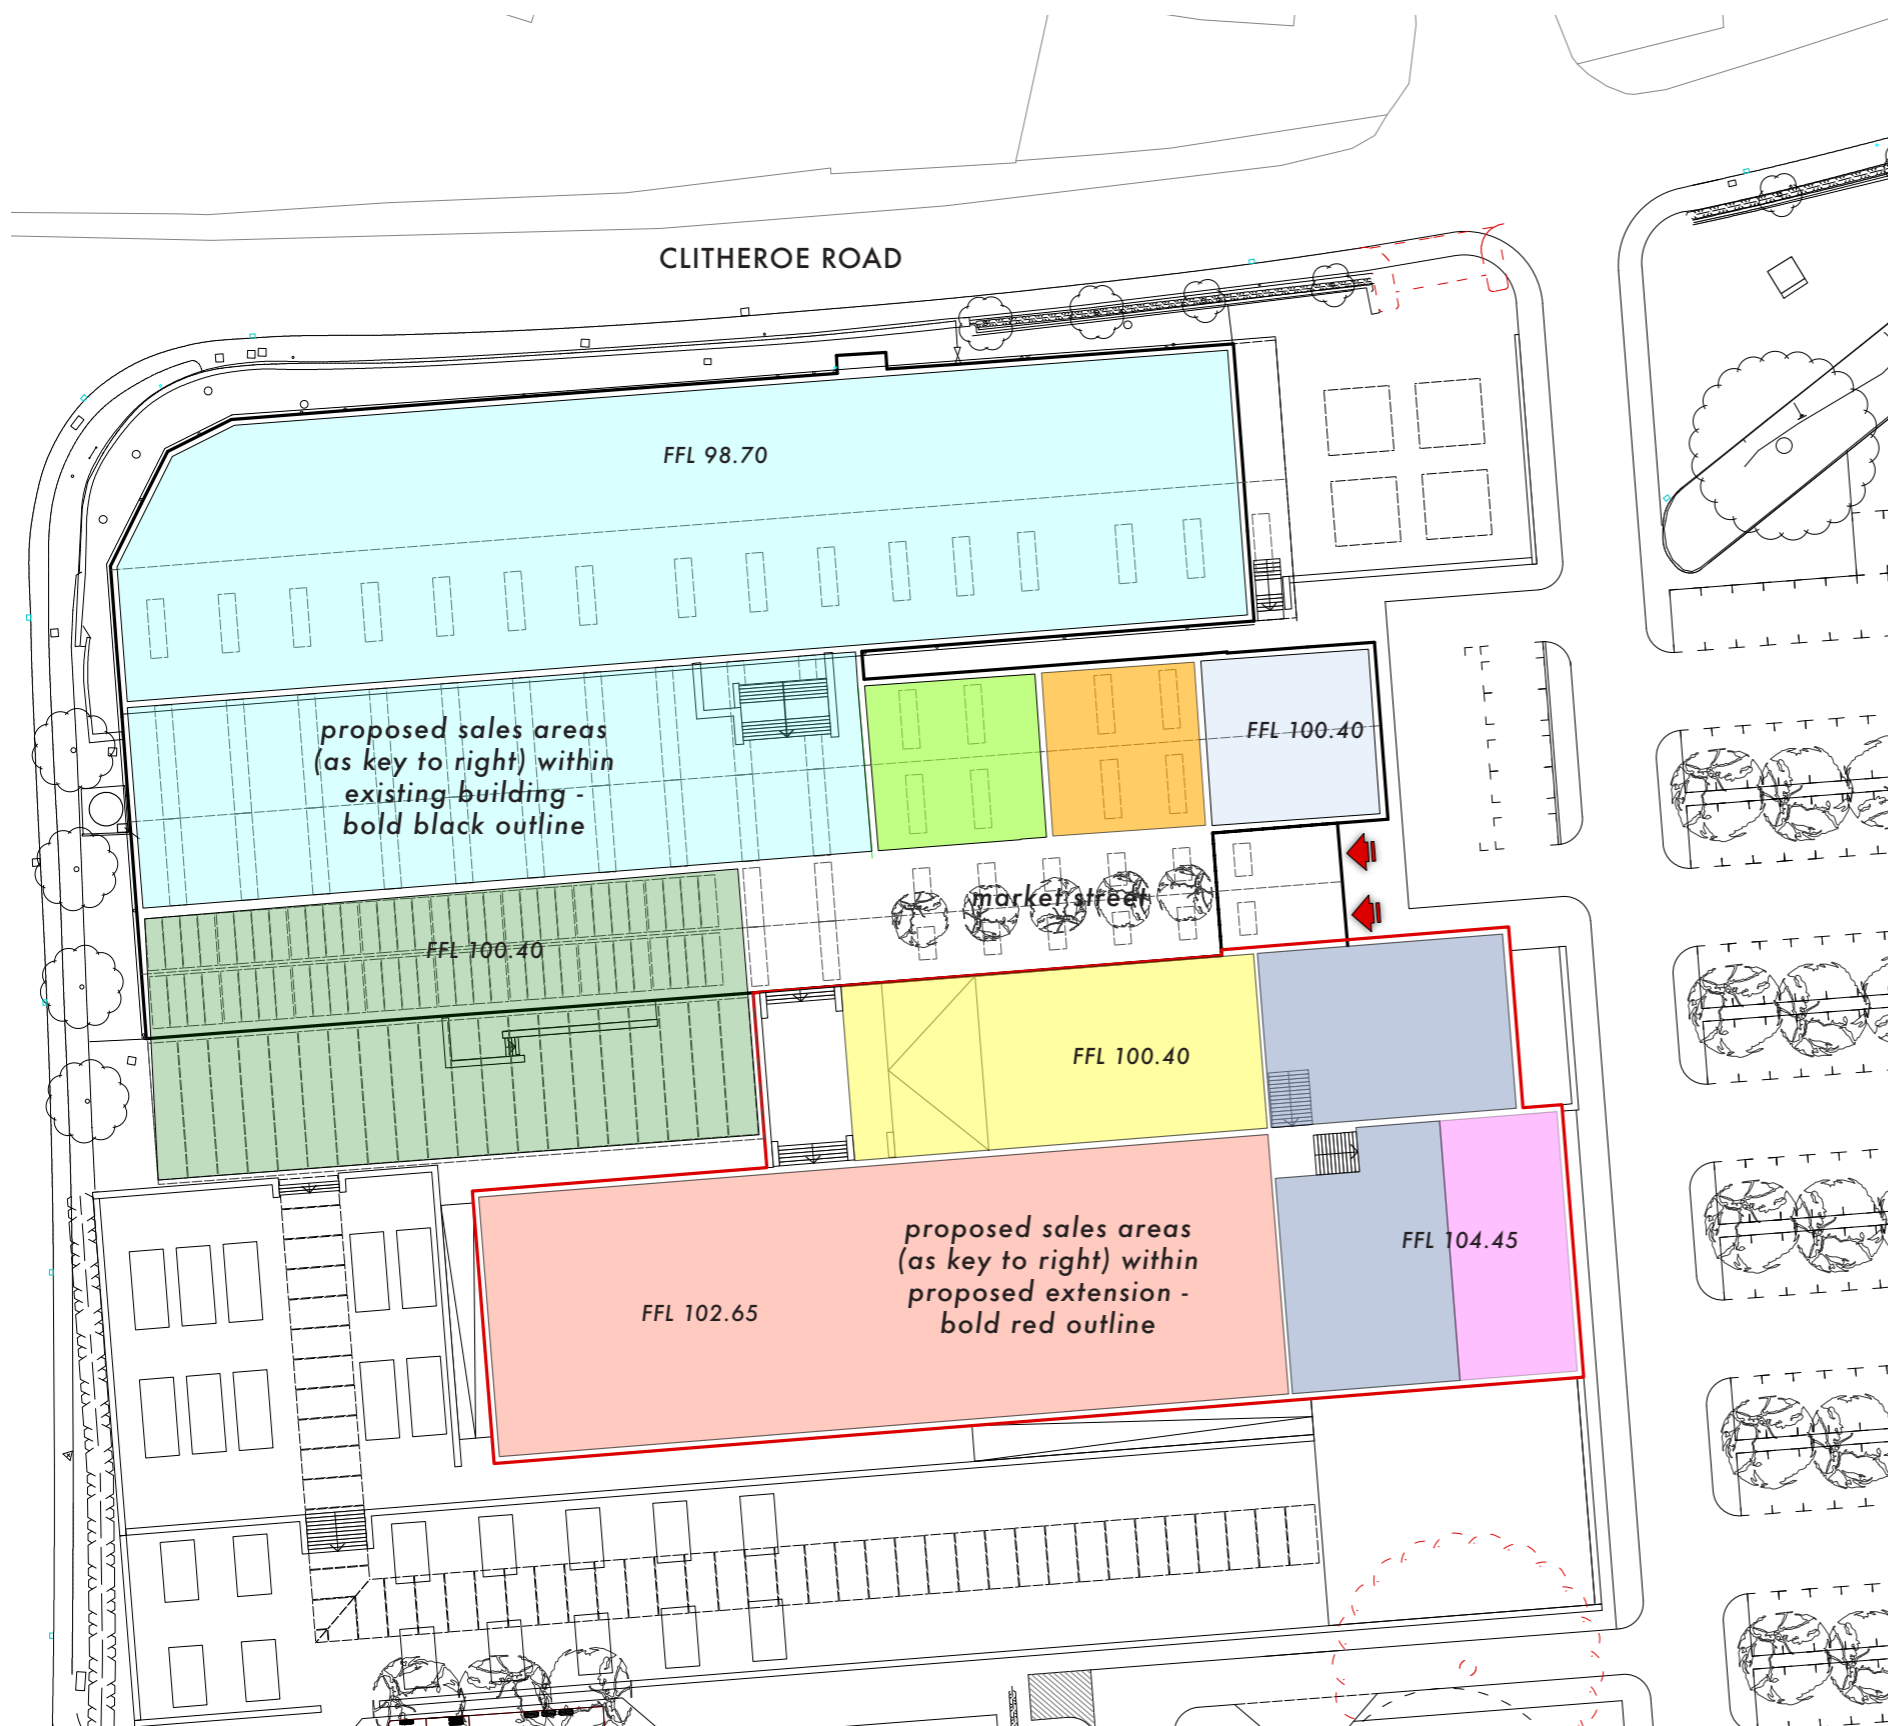 CLITHEROE ROAD
FFL 98.70
proposed sales areas
(as key to right) within
existing building -
bold black outline
FFL 100.40
market street
FFL 100.40
FFL 100.40
proposed sales areas
(as key to right) within
proposed extension -
bold red outline
FFL 104.45
FFL 102.65